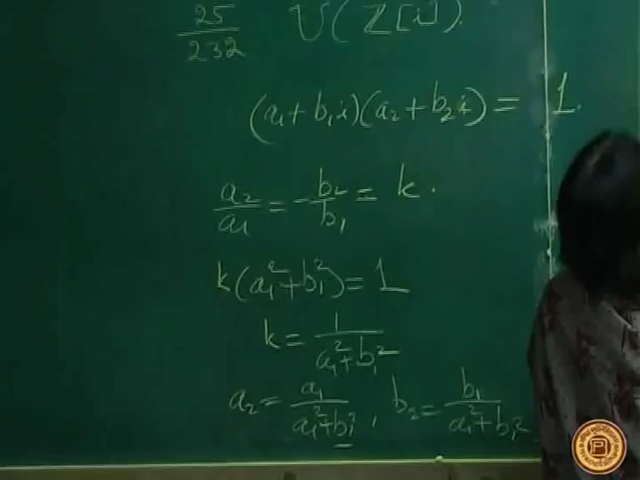 25/232 U(Z[i]).
(a₁+b₁i)(a₂+b₂i) = 1.
a₂/a₁ = -b₂/b₁ = k.
k(a₁²+b₁²) = 1
k = 1/(a₁²+b₁²)
a₂ = a₁/(a₁²+b₁²), b₂ = b₁/(a₁²+b₁²)